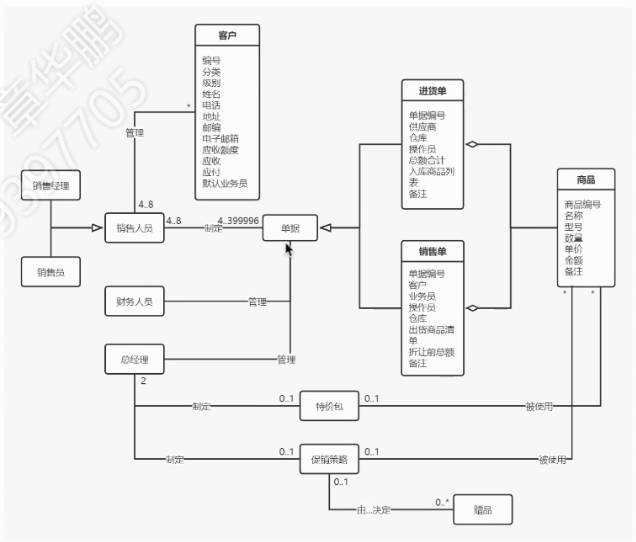 章华鹏
9397705
客户
编号
分类
级别
姓名
电话
地址
邮编
电子邮箱
应收额度
应收
应付
默认业务员
*
管理
4..8
销售经理
销售员
销售人员
4..8
制定
4..399996
单据
进货单
单据编号
供应商
仓库
操作员
总额合计
入库商品列
表
备注
销售单
单据编号
客户
业务员
操作员
仓库
出货商品清
单
折让前总额
备注
商品
商品编号
名称
型号
数量
单价
金额
备注
*
*
财务人员
管理
总经理
管理
2
制定
0..1
特价包
0..1
被使用
制定
0..1
促销策略
0..1
被使用
0..1
由...决定
0..*
赠品